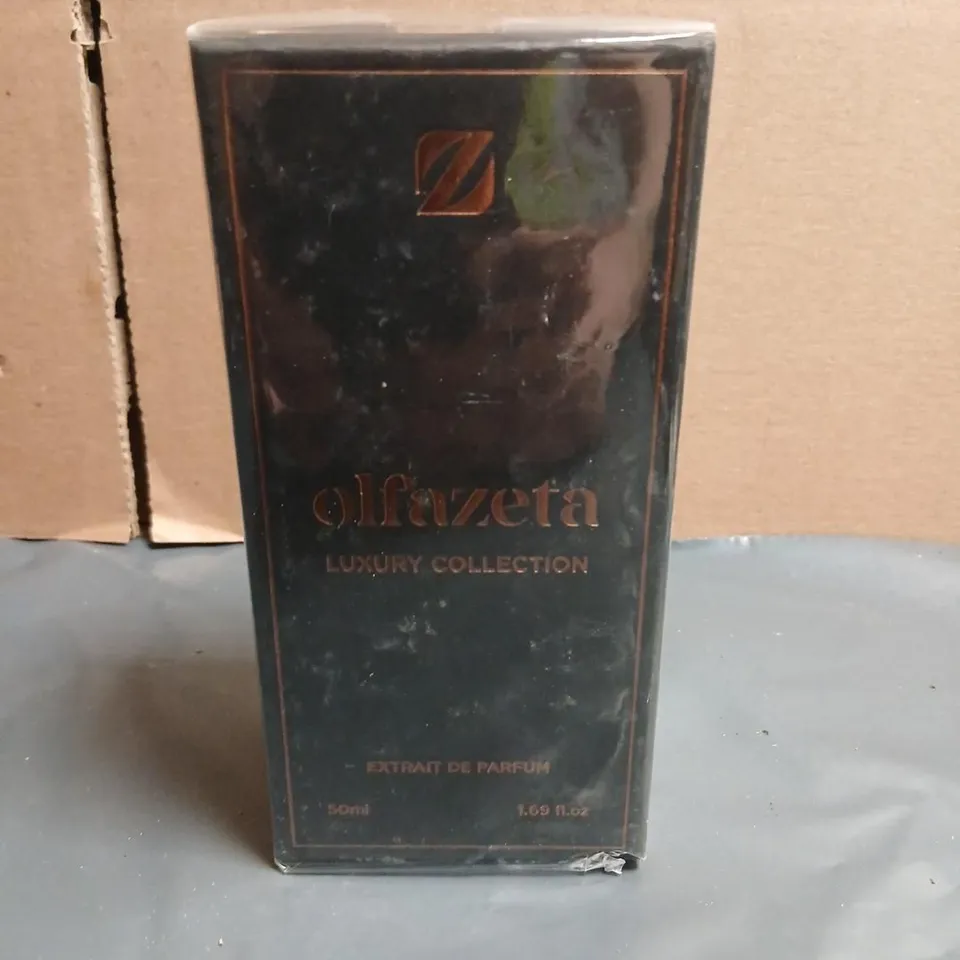 Z
olfazeta
LUXURY COLLECTION
EXTRAIT DE PARFUM
50ml 1.69 fl.oz